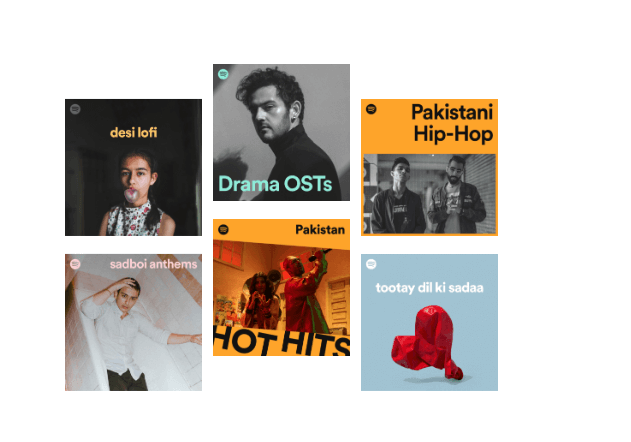 desi lofi
Drama OSTs
Pakistani
Hip-Hop
sadboi anthems
Pakistan
HOT HITS
tootay dil ki sadaa